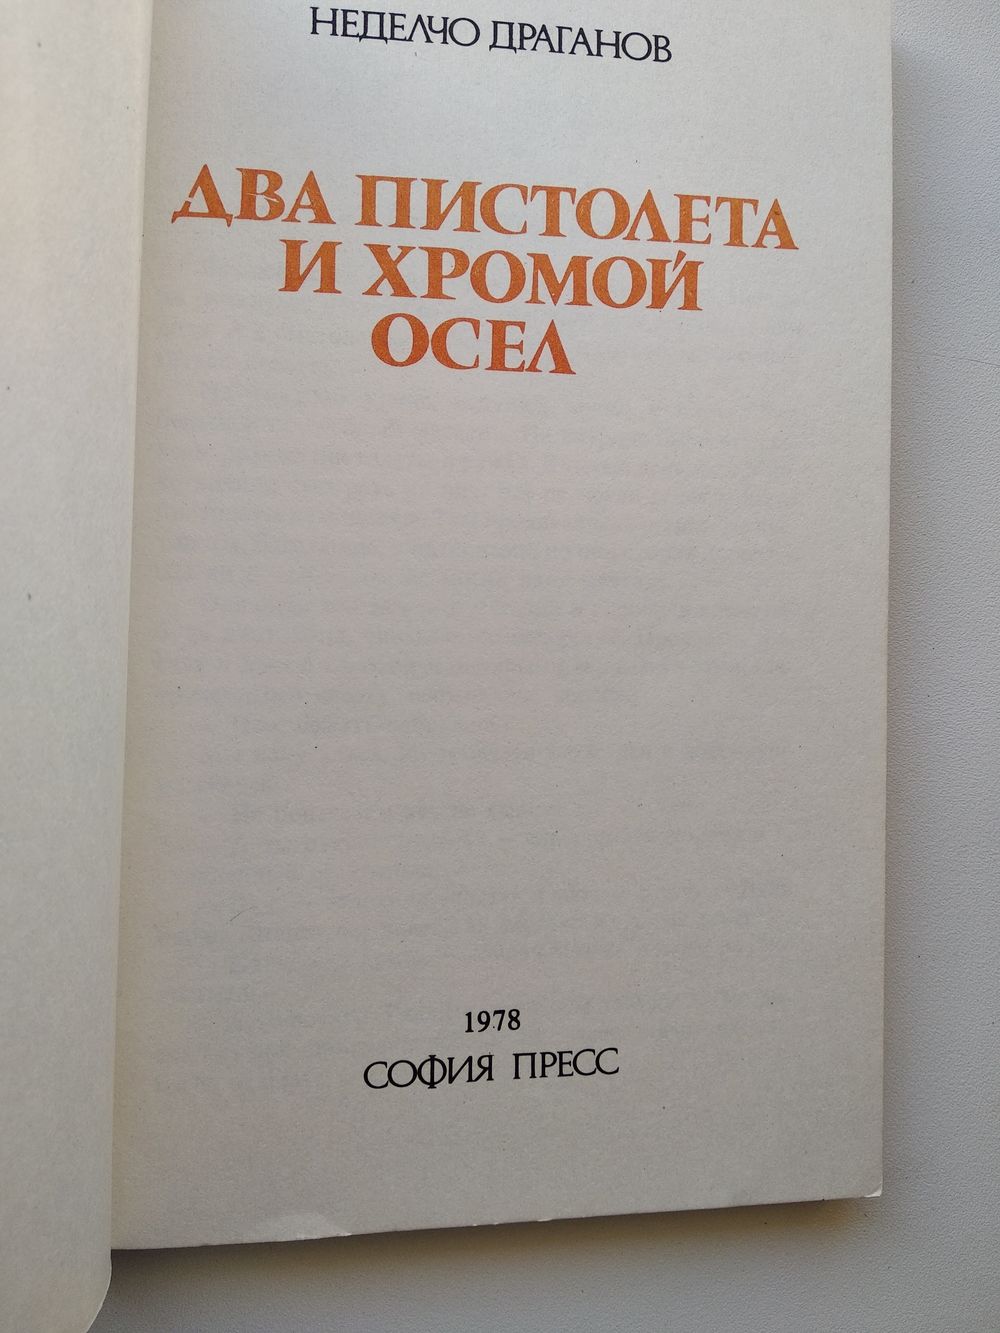 НЕДЕЛЧО ДРАГАНОВ
ДВА ПИСТОЛЕТА
И ХРОМОЙ
ОСЕЛ
1978
СОФИЯ ПРЕСС